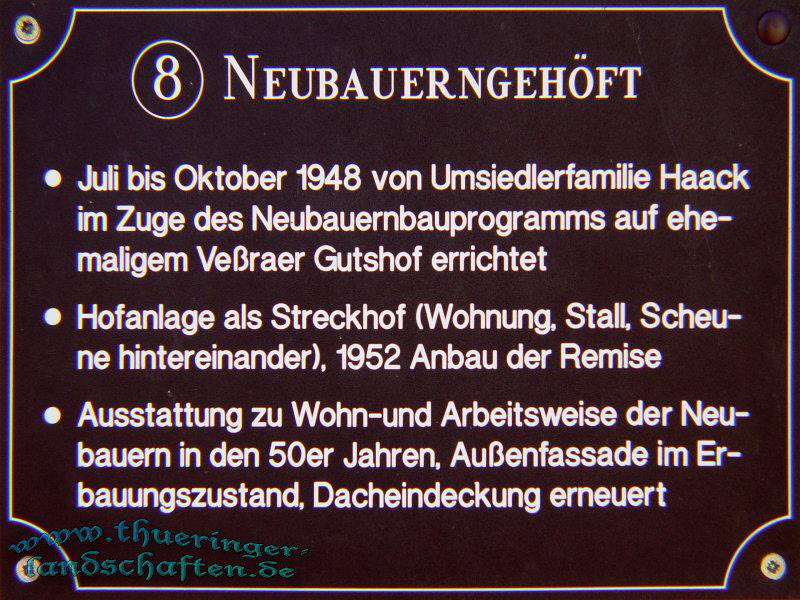 8 NEUBAUERNGEHÖFT
• Juli bis Oktober 1948 von Umsiedlerfamilie Haack
im Zuge des Neubauernbauprogramms auf ehe-
maligem Veßraer Gutshof errichtet
• Hofanlage als Streckhof (Wohnung, Stall, Scheu-
ne hintereinander), 1952 Anbau der Remise
• Ausstattung zu Wohn-und Arbeitsweise der Neu-
bauern in den 50er Jahren, Außenfassade im Er-
bauungszustand, Dacheindeckung erneuert
www.thueringer-
landschaften.de